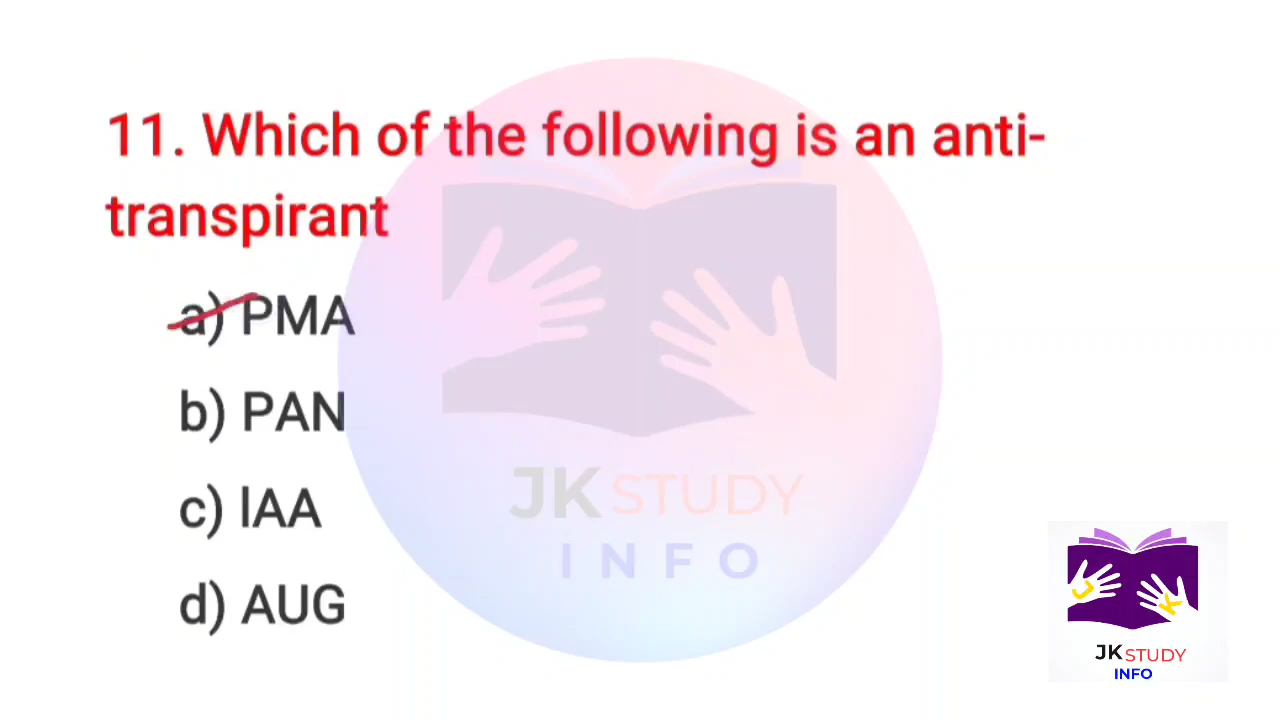 11. Which of the following is an anti-
transpirant
a) PMA
b) PAN
c) IAA
d) AUG
JK STUDY
INFO
J K
JK STUDY
INFO